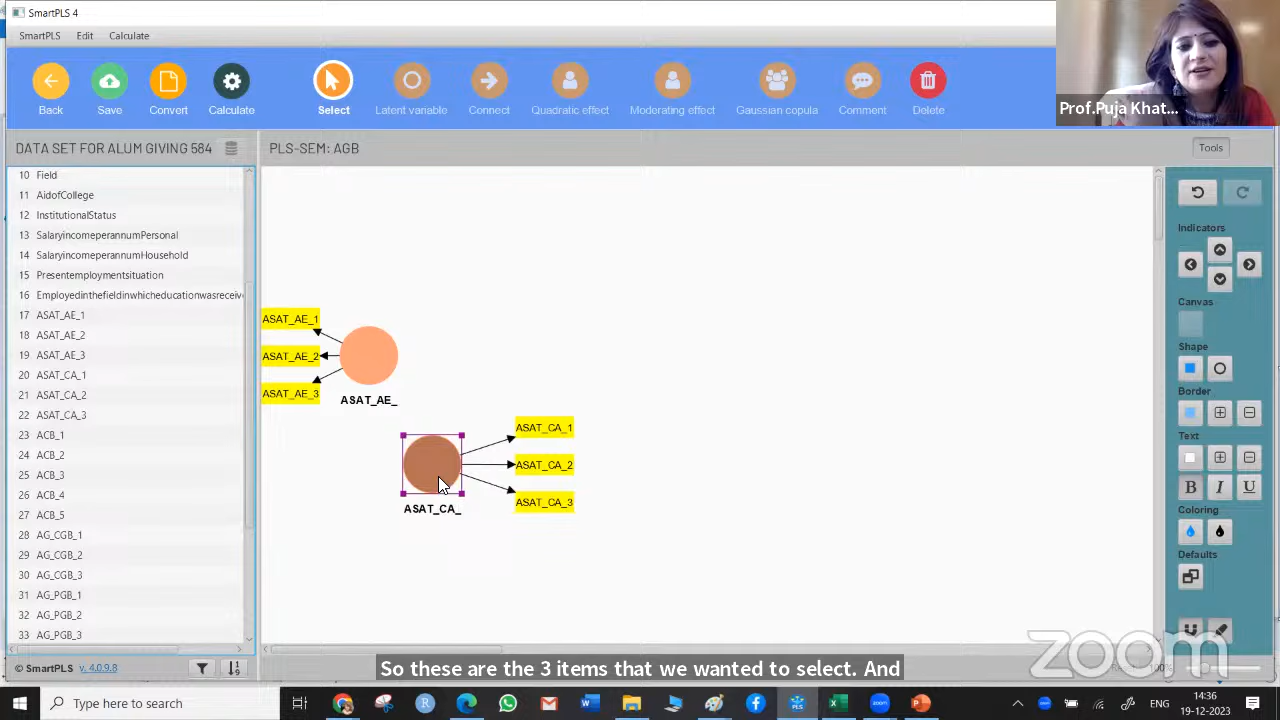 SmartPLS 4
SmartPLS Edit Calculate
Back Save Convert Calculate Select Latent variable Connect Quadratic effect Moderating effect Gaussian copula Comment Delete
Prof.Puja Khat...
DATA SET FOR ALUM GIVING 584
PLS-SEM: AGB
Tools
10 Field
11 AidofCollege
12 InstitutionalStatus
13 SalaryincomeperannumPersonal
14 SalaryincomeperannumHousehold
15 Presentemploymentsituation
16 Employedinthefieldinwhicheducationwasreceive
17 ASAT_AE_1
18 ASAT_AE_2
19 ASAT_AE_3
20 ASAT_CA_1
21 ASAT_CA_2
22 ASAT_CA_3
23 ACB_1
24 ACB_2
25 ACB_3
26 ACB_4
27 ACB_5
28 AG_CGB_1
29 AG_CGB_2
30 AG_CGB_3
31 AG_PGB_1
32 AG_PGB_2
33 AG_PGB_3
ASAT_AE_1
ASAT_AE_2
ASAT_AE_3
ASAT_AE_
ASAT_CA_1
ASAT_CA_2
ASAT_CA_3
ASAT_CA_
Indicators
Canvas
Shape
Border
Text
B I U
Coloring
Defaults
© SmartPLS v. 4.0.9.8
So these are the 3 items that we wanted to select. And
zoom
100%
Type here to search
ENG
14:36
19-12-2023